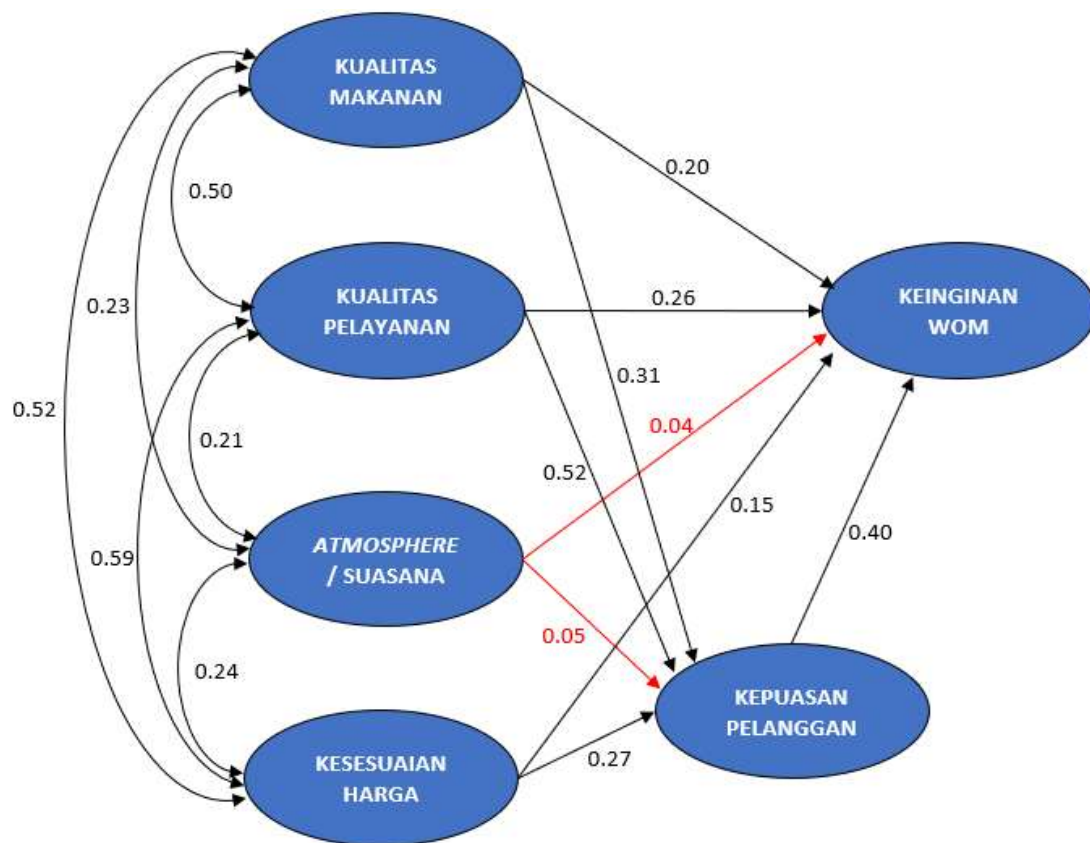 KUALITAS
MAKANAN
0.20
0.50
KUALITAS
PELAYANAN
0.26
KEINGINAN
WOM
0.23
0.31
0.52
0.04
0.21
0.52
0.15
0.40
0.59
ATMOSPHERE
/ SUASANA
0.05
0.24
KEPUASAN
PELANGGAN
KESESUAIAN
HARGA
0.27